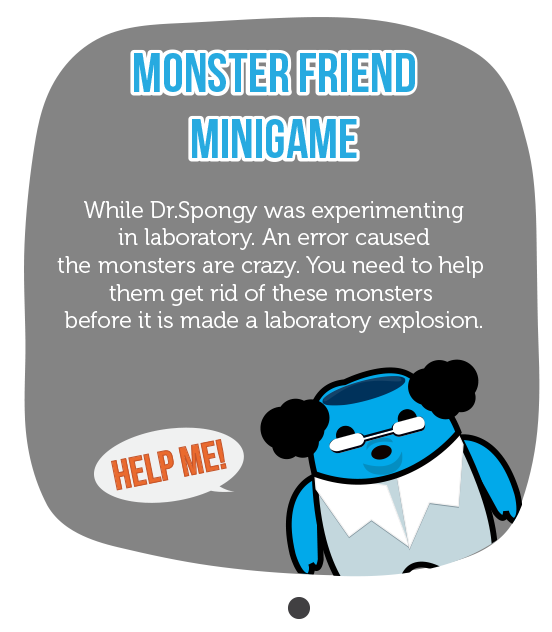 MONSTER FRIEND
MINIGAME
While Dr.Spongy was experimenting
in laboratory. An error caused
the monsters are crazy. You need to help
them get rid of these monsters
before it is made a laboratory explosion.
HELP ME!